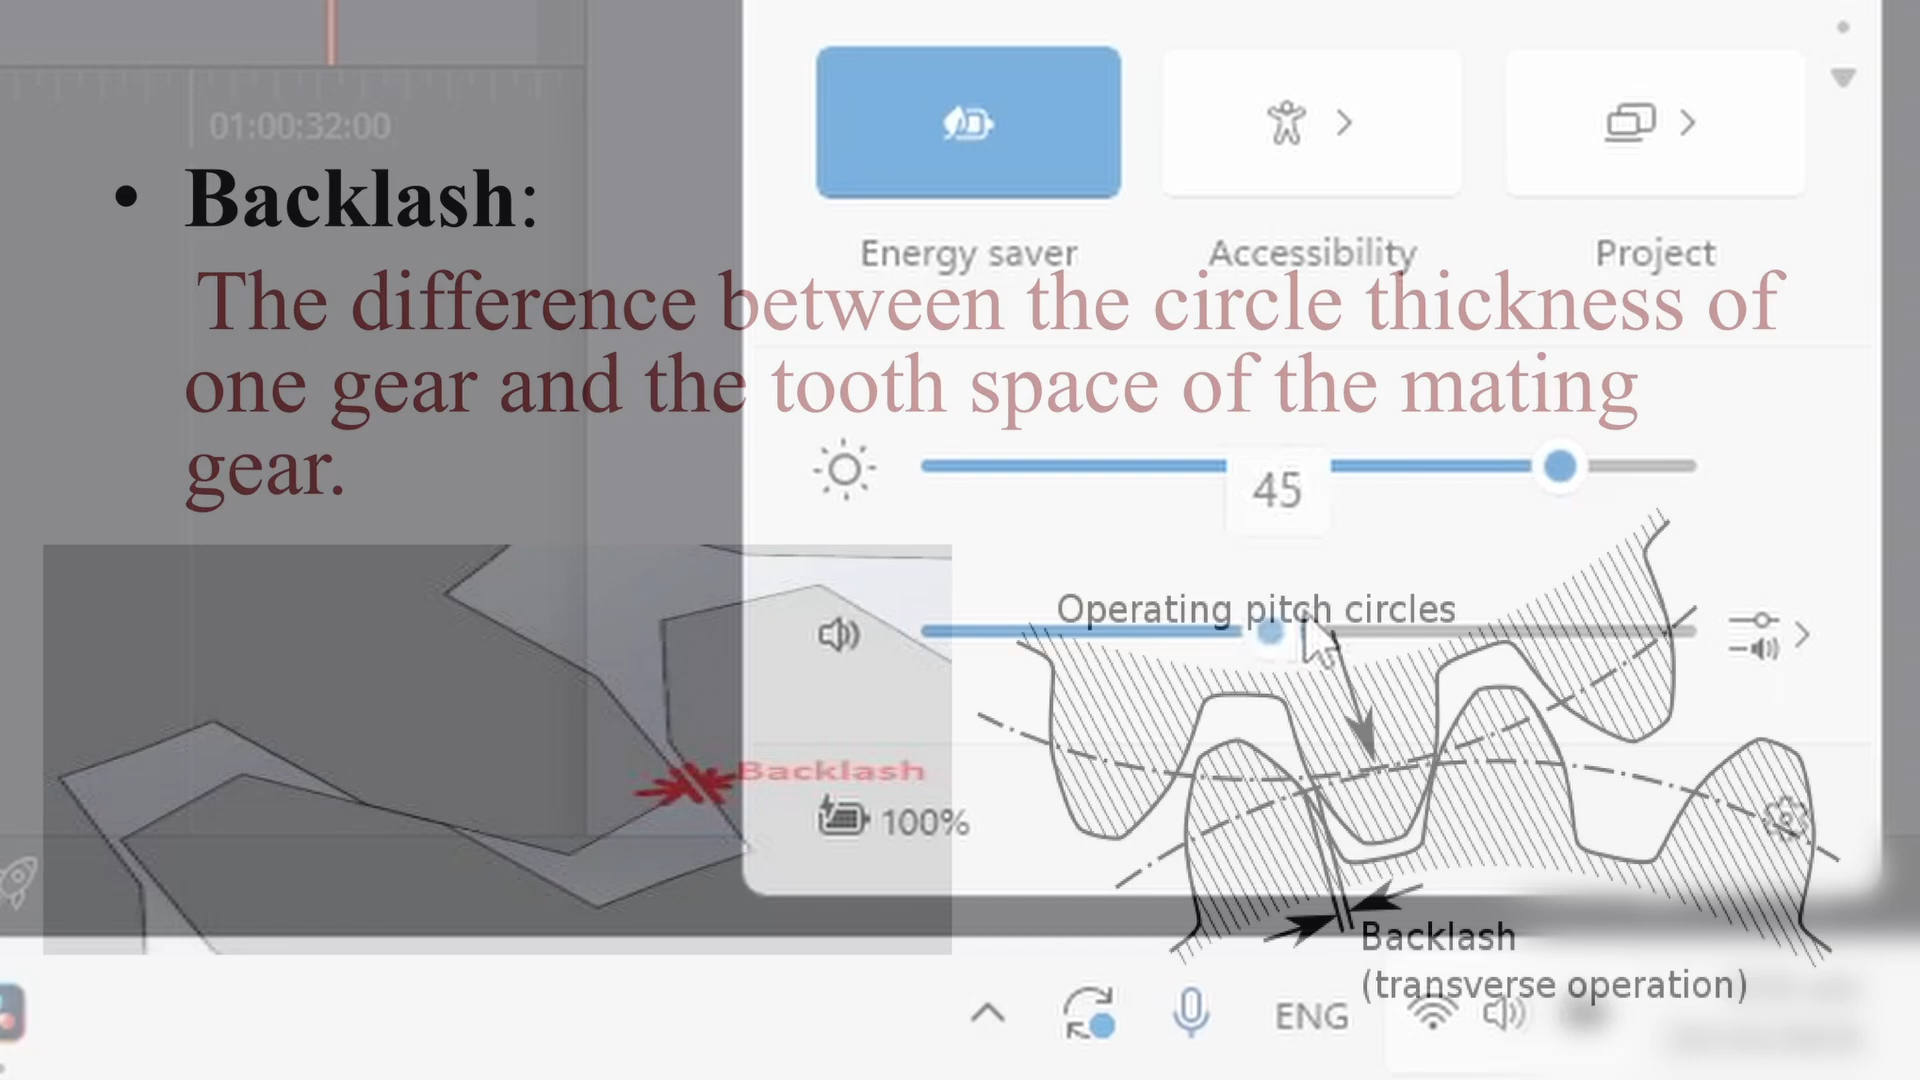 01:00:32:00
• Backlash:
Energy saver
Accessibility
Project
The difference between the circle thickness of
one gear and the tooth space of the mating
gear.
45
Operating pitch circles
Backlash
100%
Backlash
(transverse operation)
ENG